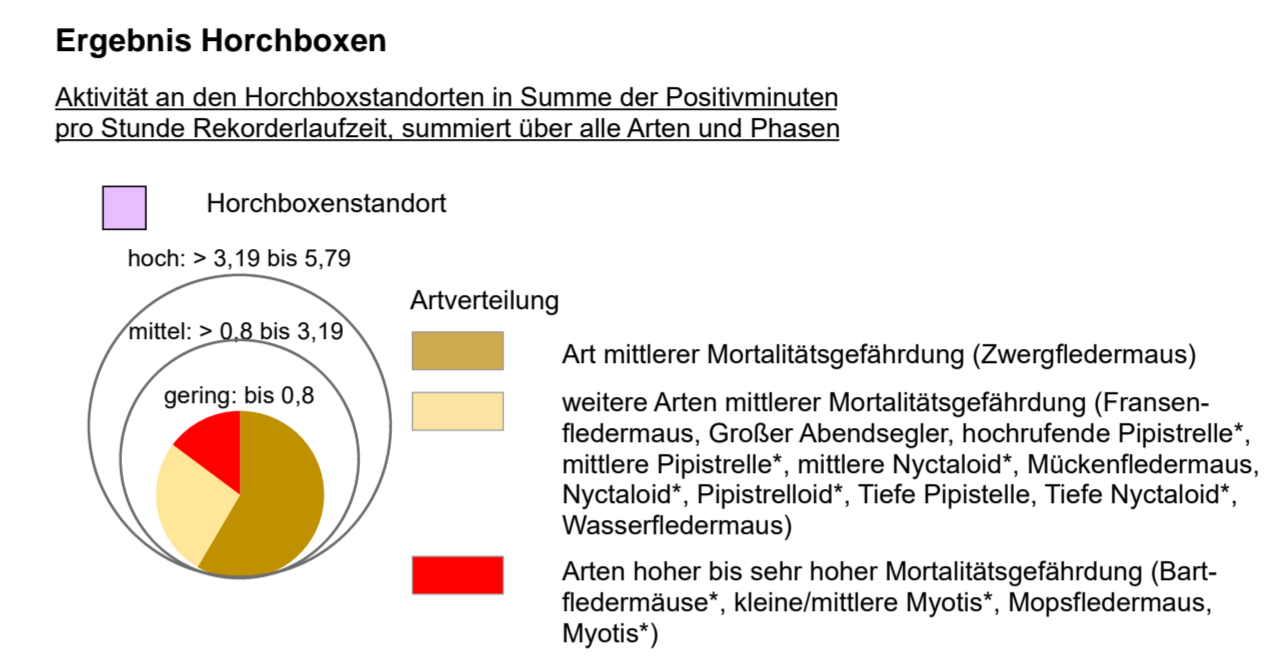 Ergebnis Horchboxen
Aktivität an den Horchboxstandorten in Summe der Positivminuten
pro Stunde Rekorderlaufzeit, summiert über alle Arten und Phasen
Horchboxenstandort
hoch: > 3,19 bis 5,79
mittel: > 0,8 bis 3,19
gering: bis 0,8
Artverteilung
Art mittlerer Mortalitätsgefährdung (Zwergfledermaus)
weitere Arten mittlerer Mortalitätsgefährdung (Fransen-
fledermaus, Großer Abendsegler, hochrufende Pipistrelle*,
mittlere Pipistrelle*, mittlere Nyctaloid*, Mückenfledermaus,
Nyctaloid*, Pipistrelloid*, Tiefe Pipistelle, Tiefe Nyctaloid*,
Wasserfledermaus)
Arten hoher bis sehr hoher Mortalitätsgefährdung (Bart-
fledermäuse*, kleine/mittlere Myotis*, Mopsfledermaus,
Myotis*)